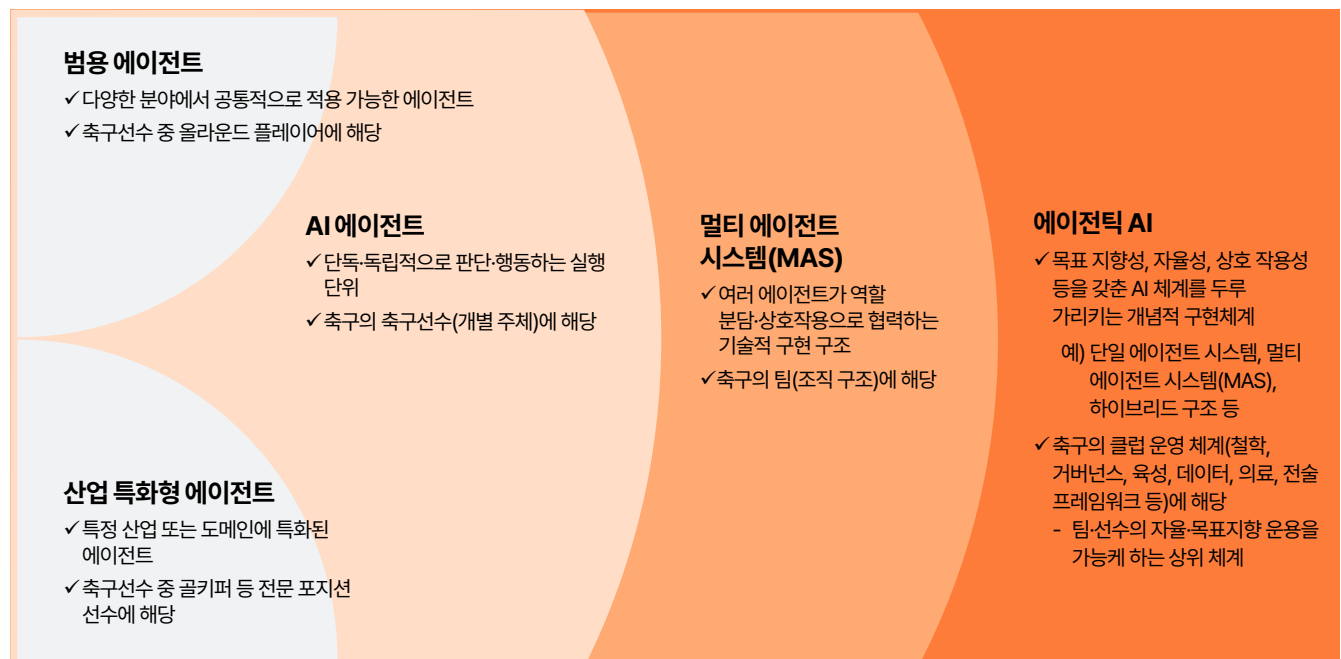 범용 에이전트
✓ 다양한 분야에서 공통적으로 적용 가능한 에이전트
✓ 축구선수 중 올라운드 플레이어에 해당
AI 에이전트
✓ 단독·독립적으로 판단·행동하는 실행
단위
✓ 축구의 축구선수(개별 주체)에 해당
산업 특화형 에이전트
✓ 특정 산업 또는 도메인에 특화된
에이전트
✓ 축구선수 중 골키퍼 등 전문 포지션
선수에 해당
멀티 에이전트
시스템(MAS)
✓ 여러 에이전트가 역할
분담·상호작용으로 협력하는
기술적 구현 구조
✓ 축구의 팀(조직 구조)에 해당
에이전틱 AI
✓ 목표 지향성, 자율성, 상호 작용성
등을 갖춘 AI 체계를 두루
가리키는 개념적 구현체계
예) 단일 에이전트 시스템, 멀티
에이전트 시스템(MAS),
하이브리드 구조 등
✓ 축구의 클럽 운영 체계(철학,
거버넌스, 육성, 데이터, 의료, 전술
프레임워크 등)에 해당
- 팀·선수의 자율·목표지향 운용을
가능케 하는 상위 체계